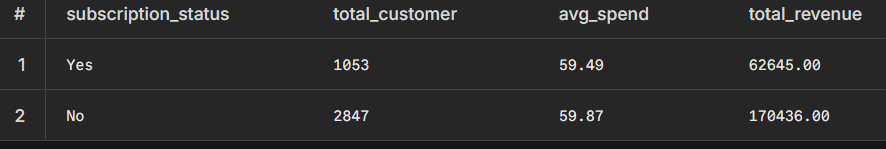 # subscription_status total_customer avg_spend total_revenue
1 Yes 1053 59.49 62645.00
2 No 2847 59.87 170436.00